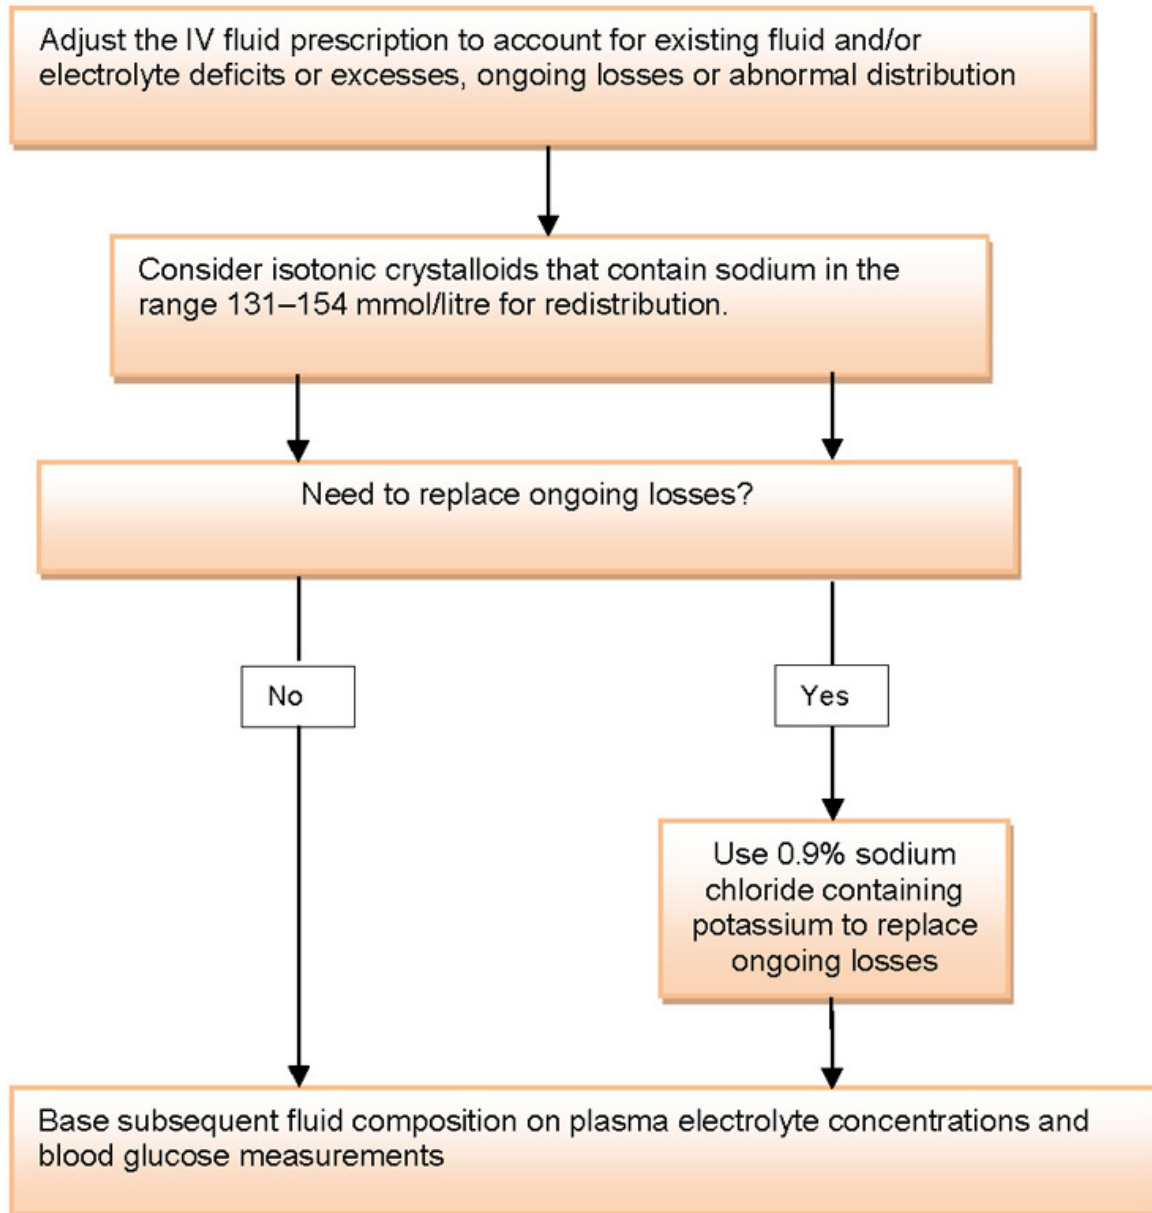 Adjust the IV fluid prescription to account for existing fluid and/or
electrolyte deficits or excesses, ongoing losses or abnormal distribution
Consider isotonic crystalloids that contain sodium in the
range 131–154 mmol/litre for redistribution.
Need to replace ongoing losses?
No
Yes
Use 0.9% sodium
chloride containing
potassium to replace
ongoing losses
Base subsequent fluid composition on plasma electrolyte concentrations and
blood glucose measurements